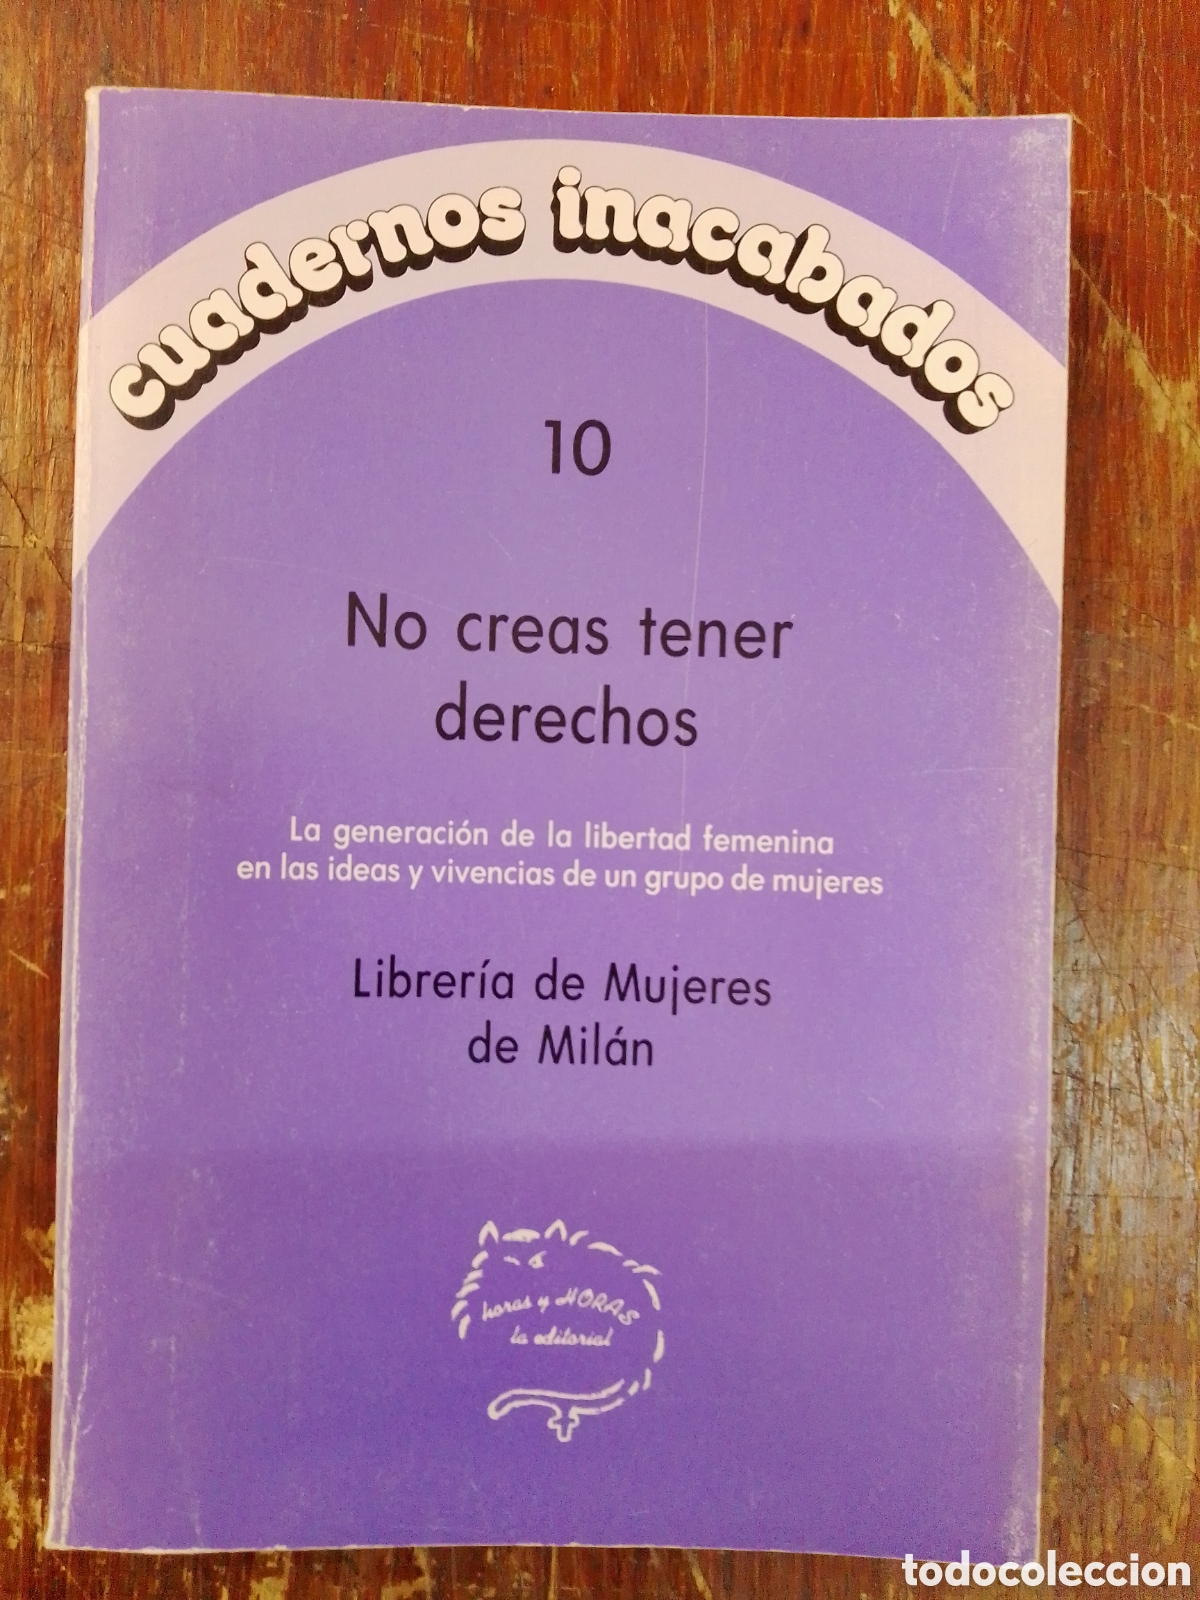 cuadernos inacabados
10
No creas tener
derechos
La generación de la libertad femenina
en las ideas y vivencias de un grupo de mujeres
Librería de Mujeres
de Milán
horas y HORAS
la editorial
todocoleccion